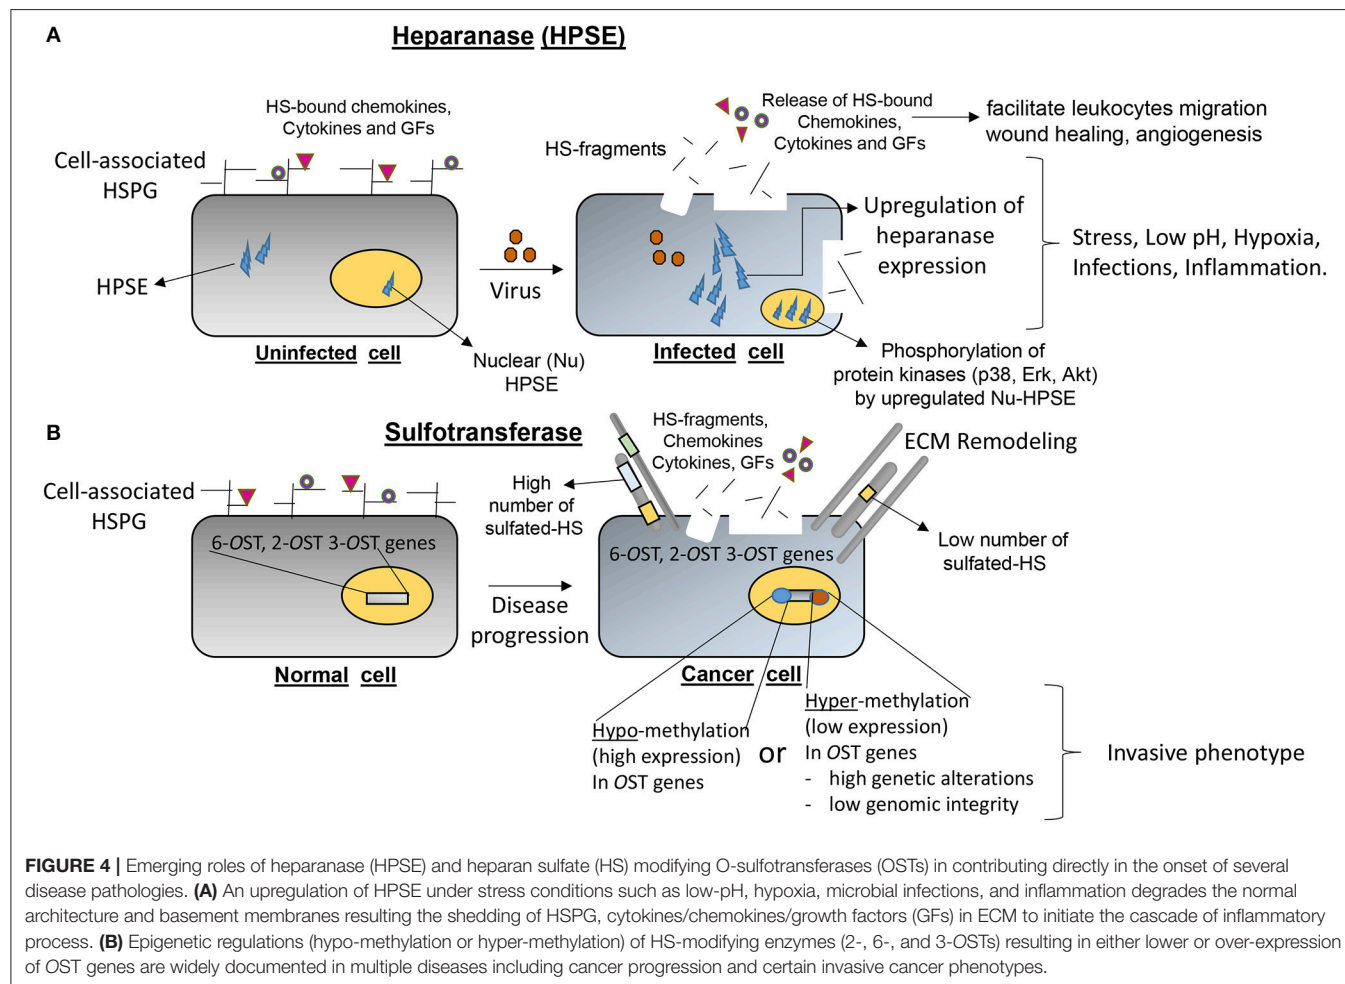 A
Heparanase (HPSE)
HS-bound chemokines,
Cytokines and GFs
Cell-associated
HSPG
HPSE
Uninfected cell
Nuclear (Nu)
HPSE
Virus
HS-fragments
Release of HS-bound
Chemokines,
Cytokines and GFs
facilitate leukocytes migration
wound healing, angiogenesis
Upregulation of
heparanase
expression
Stress, Low pH, Hypoxia,
Infections, Inflammation.
Infected cell
Phosphorylation of
protein kinases (p38, Erk, Akt)
by upregulated Nu-HPSE
B
Sulfotransferase
Cell-associated
HSPG
6-OST, 2-OST 3-OST genes
Normal cell
Disease
progression
High
number of
sulfated-HS
HS-fragments,
Chemokines
Cytokines, GFs
ECM Remodeling
Low number of
sulfated-HS
6-OST, 2-OST 3-OST genes
Cancer cell
Hypo-methylation
(high expression)
In OST genes
or
Hyper-methylation
(low expression)
In OST genes
- high genetic alterations
- low genomic integrity
Invasive phenotype
FIGURE 4 | Emerging roles of heparanase (HPSE) and heparan sulfate (HS) modifying O-sulfotransferases (OSTs) in contributing directly in the onset of several
disease pathologies. (A) An upregulation of HPSE under stress conditions such as low-pH, hypoxia, microbial infections, and inflammation degrades the normal
architecture and basement membranes resulting the shedding of HSPG, cytokines/chemokines/growth factors (GFs) in ECM to initiate the cascade of inflammatory
process. (B) Epigenetic regulations (hypo-methylation or hyper-methylation) of HS-modifying enzymes (2-, 6-, and 3-OSTs) resulting in either lower or over-expression
of OST genes are widely documented in multiple diseases including cancer progression and certain invasive cancer phenotypes.